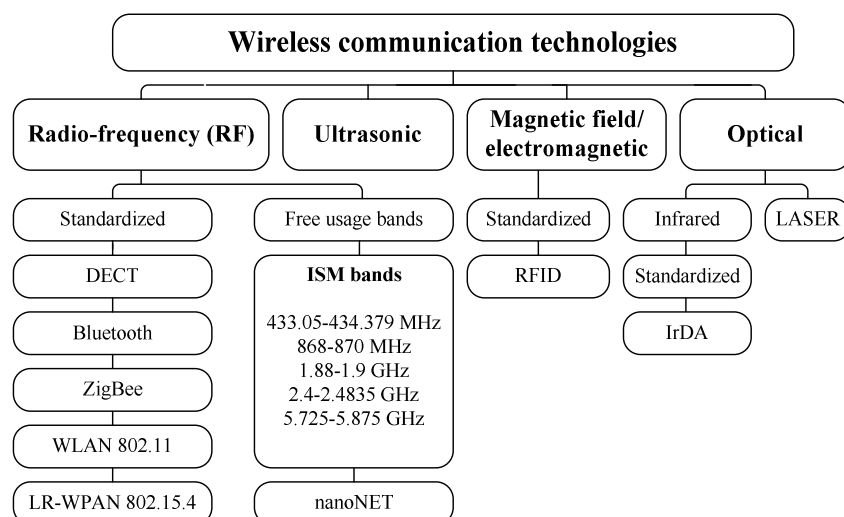 Wireless communication technologies
Radio-frequency (RF)
Ultrasonic
Magnetic field/
electromagnetic
Optical
Standardized
Free usage bands
Standardized
Infrared
LASER
DECT
ISM bands
RFID
Standardized
Bluetooth
433.05-434.379 MHz
868-870 MHz
1.88-1.9 GHz
2.4-2.4835 GHz
5.725-5.875 GHz
IrDA
ZigBee
WLAN 802.11
LR-WPAN 802.15.4
nanoNET